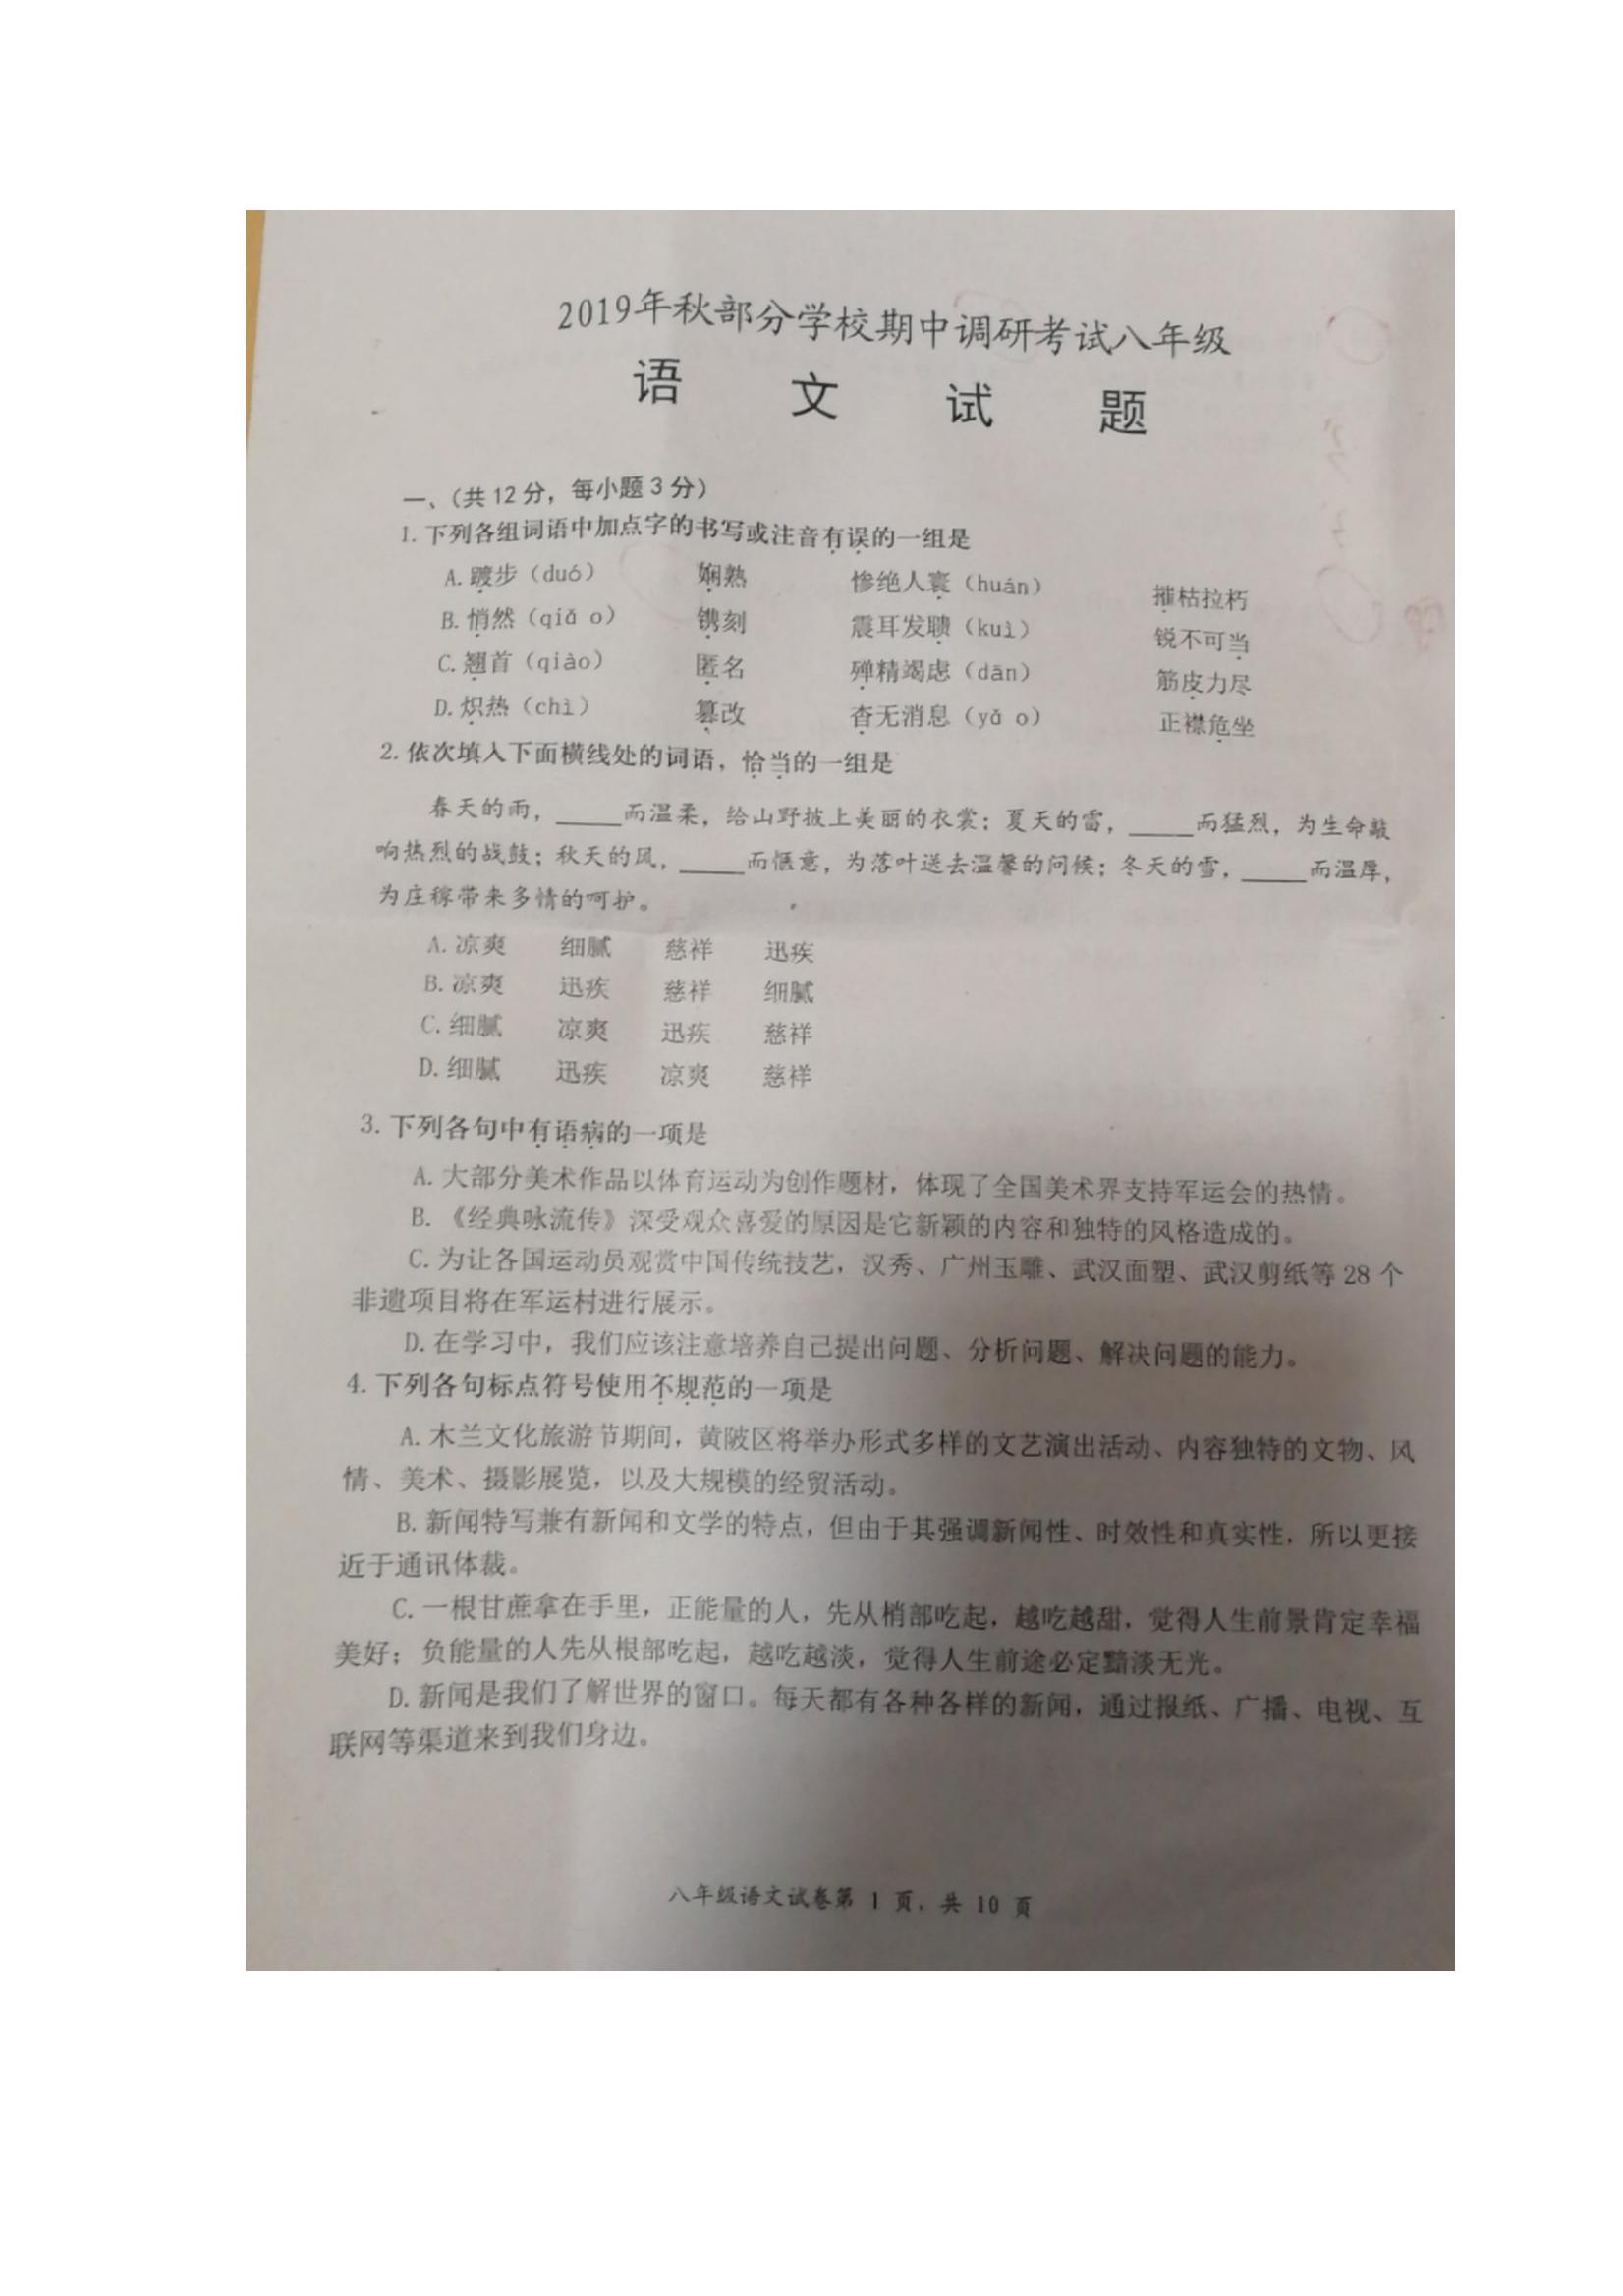 2019年秋部分学校期中调研考试八年级
语 文 试 题
一、（共12分，每小题3分）
1.下列各组词语中加点字的书写或注音有误的一组是
A.踱步（duó） 娴熟 惨绝人寰（huán） 摧枯拉朽
B.悄然（qiǎo） 镌刻 震耳发聩（kuì） 锐不可当
C.翘首（qiào） 匿名 殚精竭虑（dān） 筋皮力尽
D.炽热（chì） 篡改 杳无消息（yǎo） 正襟危坐
2.依次填入下面横线处的词语，恰当的一组是
春天的雨，_____而温柔，给山野披上美丽的衣裳；夏天的雷，_____而猛烈，为生命敲
响热烈的战鼓；秋天的风，_____而惬意，为落叶送去温馨的问候；冬天的雪，_____而温厚，
为庄稼带来多情的呵护。
A.凉爽 细腻 慈祥 迅疾
B.凉爽 迅疾 慈祥 细腻
C.细腻 凉爽 迅疾 慈祥
D.细腻 迅疾 凉爽 慈祥
3.下列各句中有语病的一项是
A.大部分美术作品以体育运动为创作题材，体现了全国美术界支持军运会的热情。
B.《经典咏流传》深受观众喜爱的原因是它新颖的内容和独特的风格造成的。
C.为让各国运动员观赏中国传统技艺，汉秀、广州玉雕、武汉面塑、武汉剪纸等28个
非遗项目将在军运村进行展示。
D.在学习中，我们应该注意培养自己提出问题、分析问题、解决问题的能力。
4.下列各句标点符号使用不规范的一项是
A.木兰文化旅游节期间，黄陂区将举办形式多样的文艺演出活动、内容独特的文物、风
情、美术、摄影展览，以及大规模的经贸活动。
B.新闻特写兼有新闻和文学的特点，但由于其强调新闻性、时效性和真实性，所以更接
近于通讯体裁。
C.一根甘蔗拿在手里，正能量的人，先从梢部吃起，越吃越甜，觉得人生前景肯定幸福
美好；负能量的人先从根部吃起，越吃越淡，觉得人生前途必定黯淡无光。
D.新闻是我们了解世界的窗口。每天都有各种各样的新闻，通过报纸、广播、电视、互
联网等渠道来到我们身边。
八年级语文试卷第 1 页，共 10 页